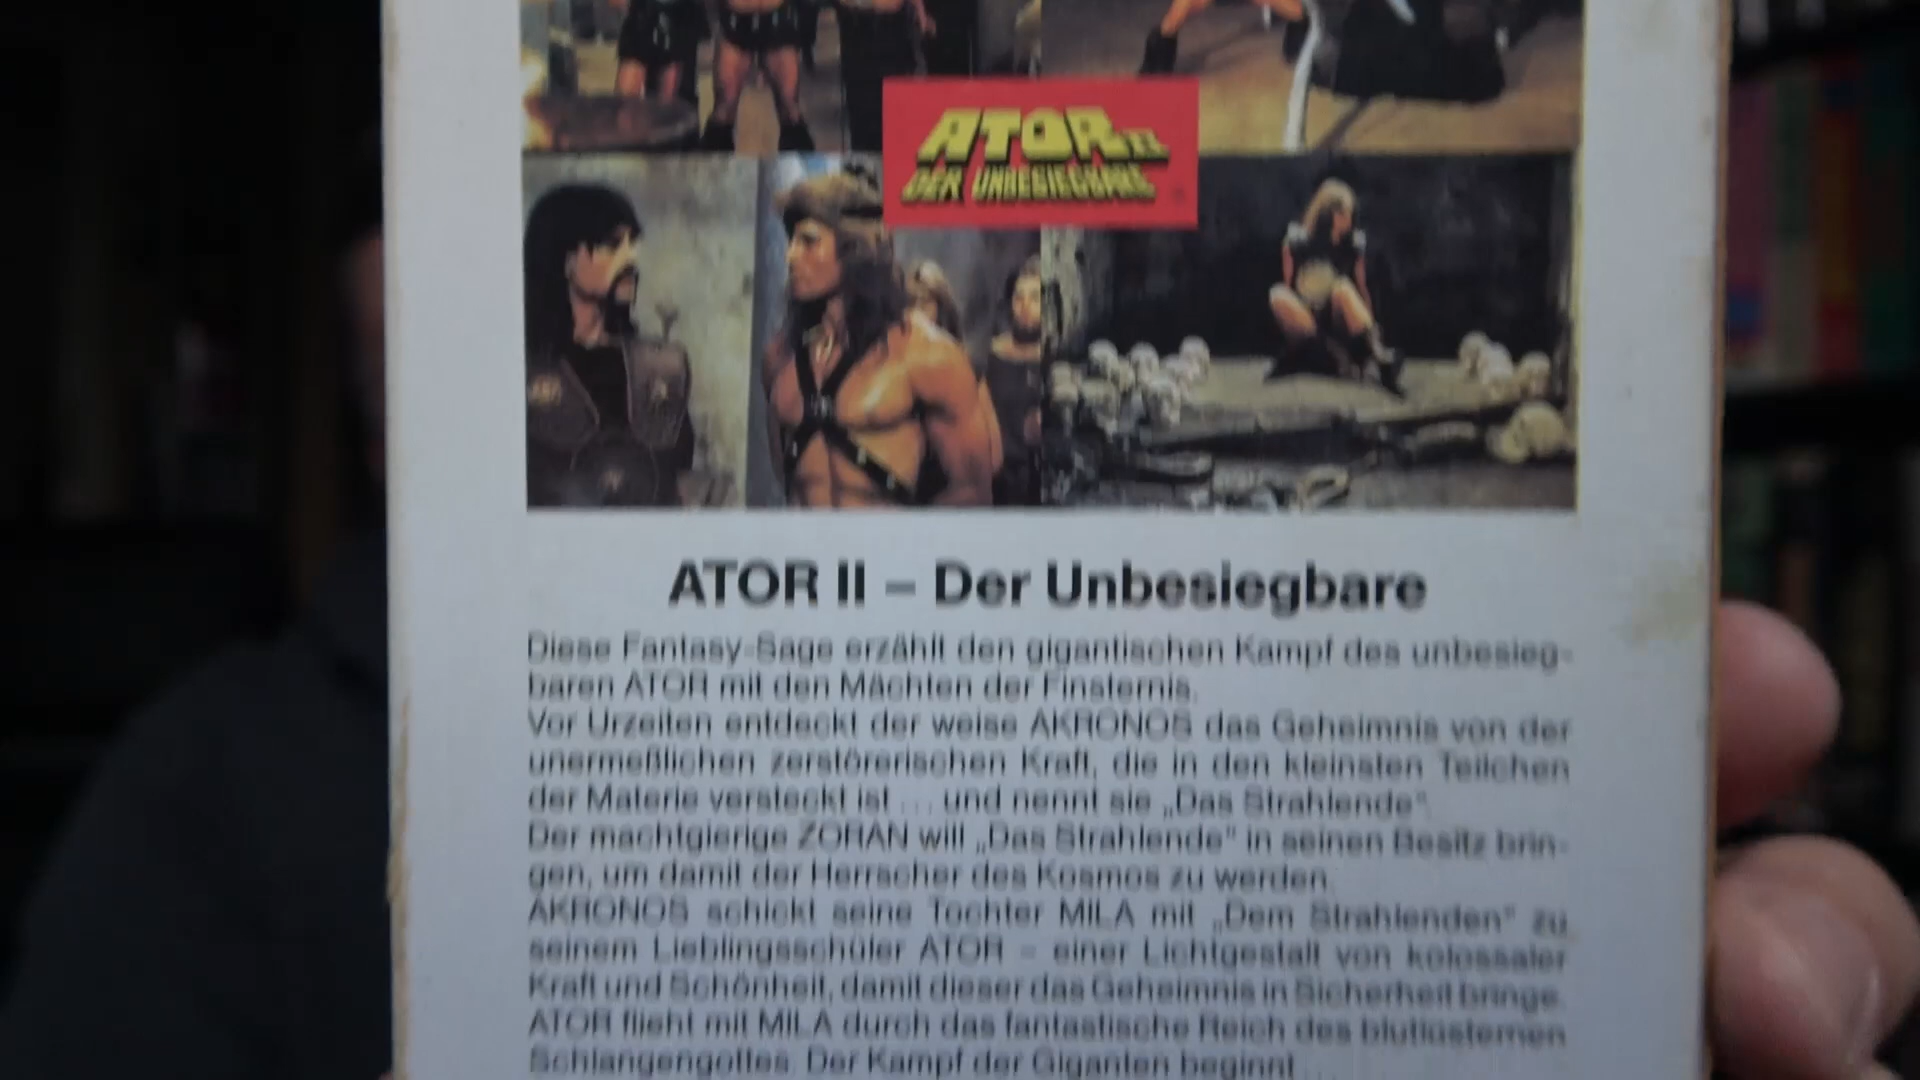 ATOR II
DER UNBESIEGBARE
ATOR II – Der Unbesiegbare
Diese Fantasy-Sage erzählt den gigantischen Kampf des unbesieg-
baren ATOR mit den Mächten der Finsternis.
Vor Urzeiten entdeckt der weise AKRONOS das Geheimnis von der
unermeßlichen zerstörerischen Kraft, die in den kleinsten Teilchen
der Materie versteckt ist ... und nennt sie „Das Strahlende“.
Der machtgierige ZORAN will „Das Strahlende“ in seinen Besitz brin-
gen, um damit der Herrscher des Kosmos zu werden.
AKRONOS schickt seine Tochter MILA mit „Dem Strahlenden“ zu
seinem Lieblingsschüler ATOR – einer Lichtgestalt von kolossaler
Kraft und Schönheit, damit dieser das Geheimnis in Sicherheit bringe.
ATOR flieht mit MILA durch das fantastische Reich des blutlüsternen
Schlangengottes. Der Kampf der Giganten beginnt ...